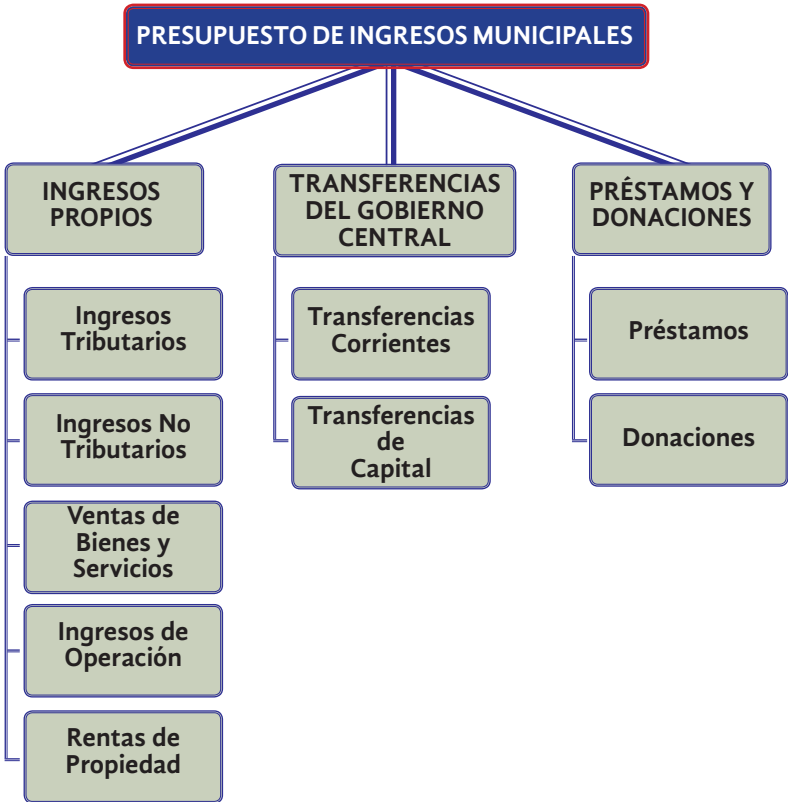 PRESUPUESTO DE INGRESOS MUNICIPALES
INGRESOS
PROPIOS
Ingresos
Tributarios
Ingresos No
Tributarios
Ventas de
Bienes y
Servicios
Ingresos de
Operación
Rentas de
Propiedad
TRANSFERENCIAS
DEL GOBIERNO
CENTRAL
Transferencias
Corrientes
Transferencias
de
Capital
PRÉSTAMOS Y
DONACIONES
Préstamos
Donaciones